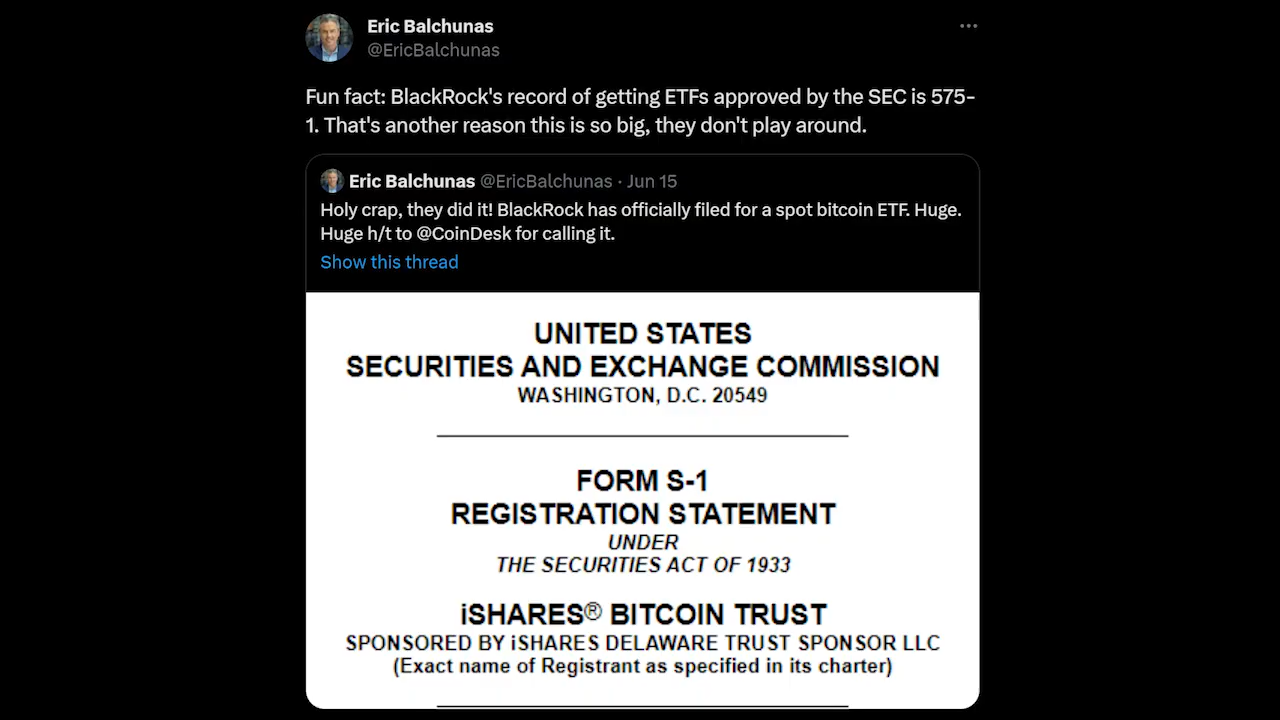 Eric Balchunas
@EricBalchunas
Fun fact: BlackRock's record of getting ETFs approved by the SEC is 575-
1. That's another reason this is so big, they don't play around.
Eric Balchunas @EricBalchunas · Jun 15
Holy crap, they did it! BlackRock has officially filed for a spot bitcoin ETF. Huge.
Huge h/t to @CoinDesk for calling it.
Show this thread
UNITED STATES
SECURITIES AND EXCHANGE COMMISSION
WASHINGTON, D.C. 20549
FORM S-1
REGISTRATION STATEMENT
UNDER
THE SECURITIES ACT OF 1933
iSHARES® BITCOIN TRUST
SPONSORED BY iSHARES DELAWARE TRUST SPONSOR LLC
(Exact name of Registrant as specified in its charter)